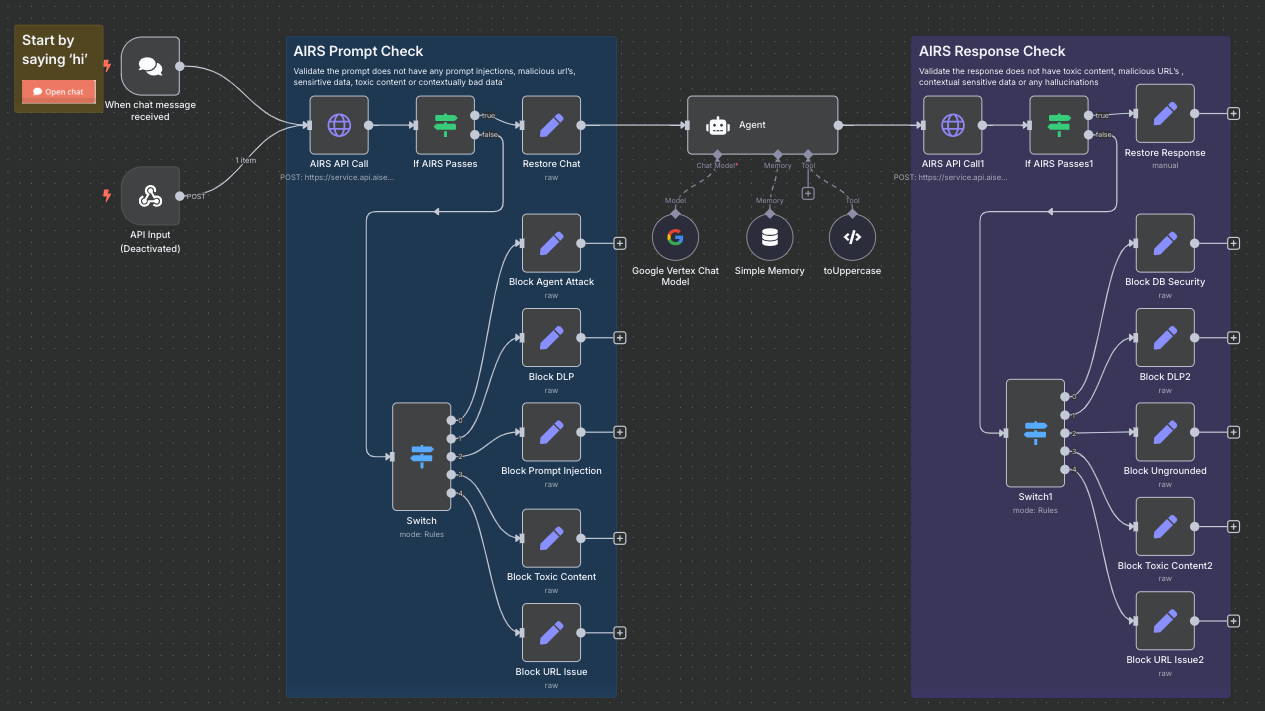 Start by
saying ‘hi’
Open chat
When chat message
received
1 item
POST
API Input
(Deactivated)
AIRS Prompt Check
Validate the prompt does not have any prompt injections, malicious url's,
sensirtive data, toxic content or contextually bad data`
AIRS API Call
POST: https://service.api.aise...
true
false
If AIRS Passes
Restore Chat
raw
Block Agent Attack
raw
Block DLP
raw
Block Prompt Injection
raw
0
1
2
3
4
Switch
mode: Rules
Block Toxic Content
raw
Block URL Issue
raw
Agent
Chat Model*
Memory
Tool
Model
Memory
Tool
Google Vertex Chat
Model
Simple Memory
toUppercase
AIRS Response Check
Validate the response does not have toxic content, malicious URL's ,
contextual sensitive data or any hallucinations
AIRS API Call1
POST: https://service.api.aise...
true
false
If AIRS Passes1
Restore Response
manual
Block DB Security
raw
Block DLP2
raw
Block Ungrounded
raw
0
1
2
3
4
Switch1
mode: Rules
Block Toxic Content2
raw
Block URL Issue2
raw